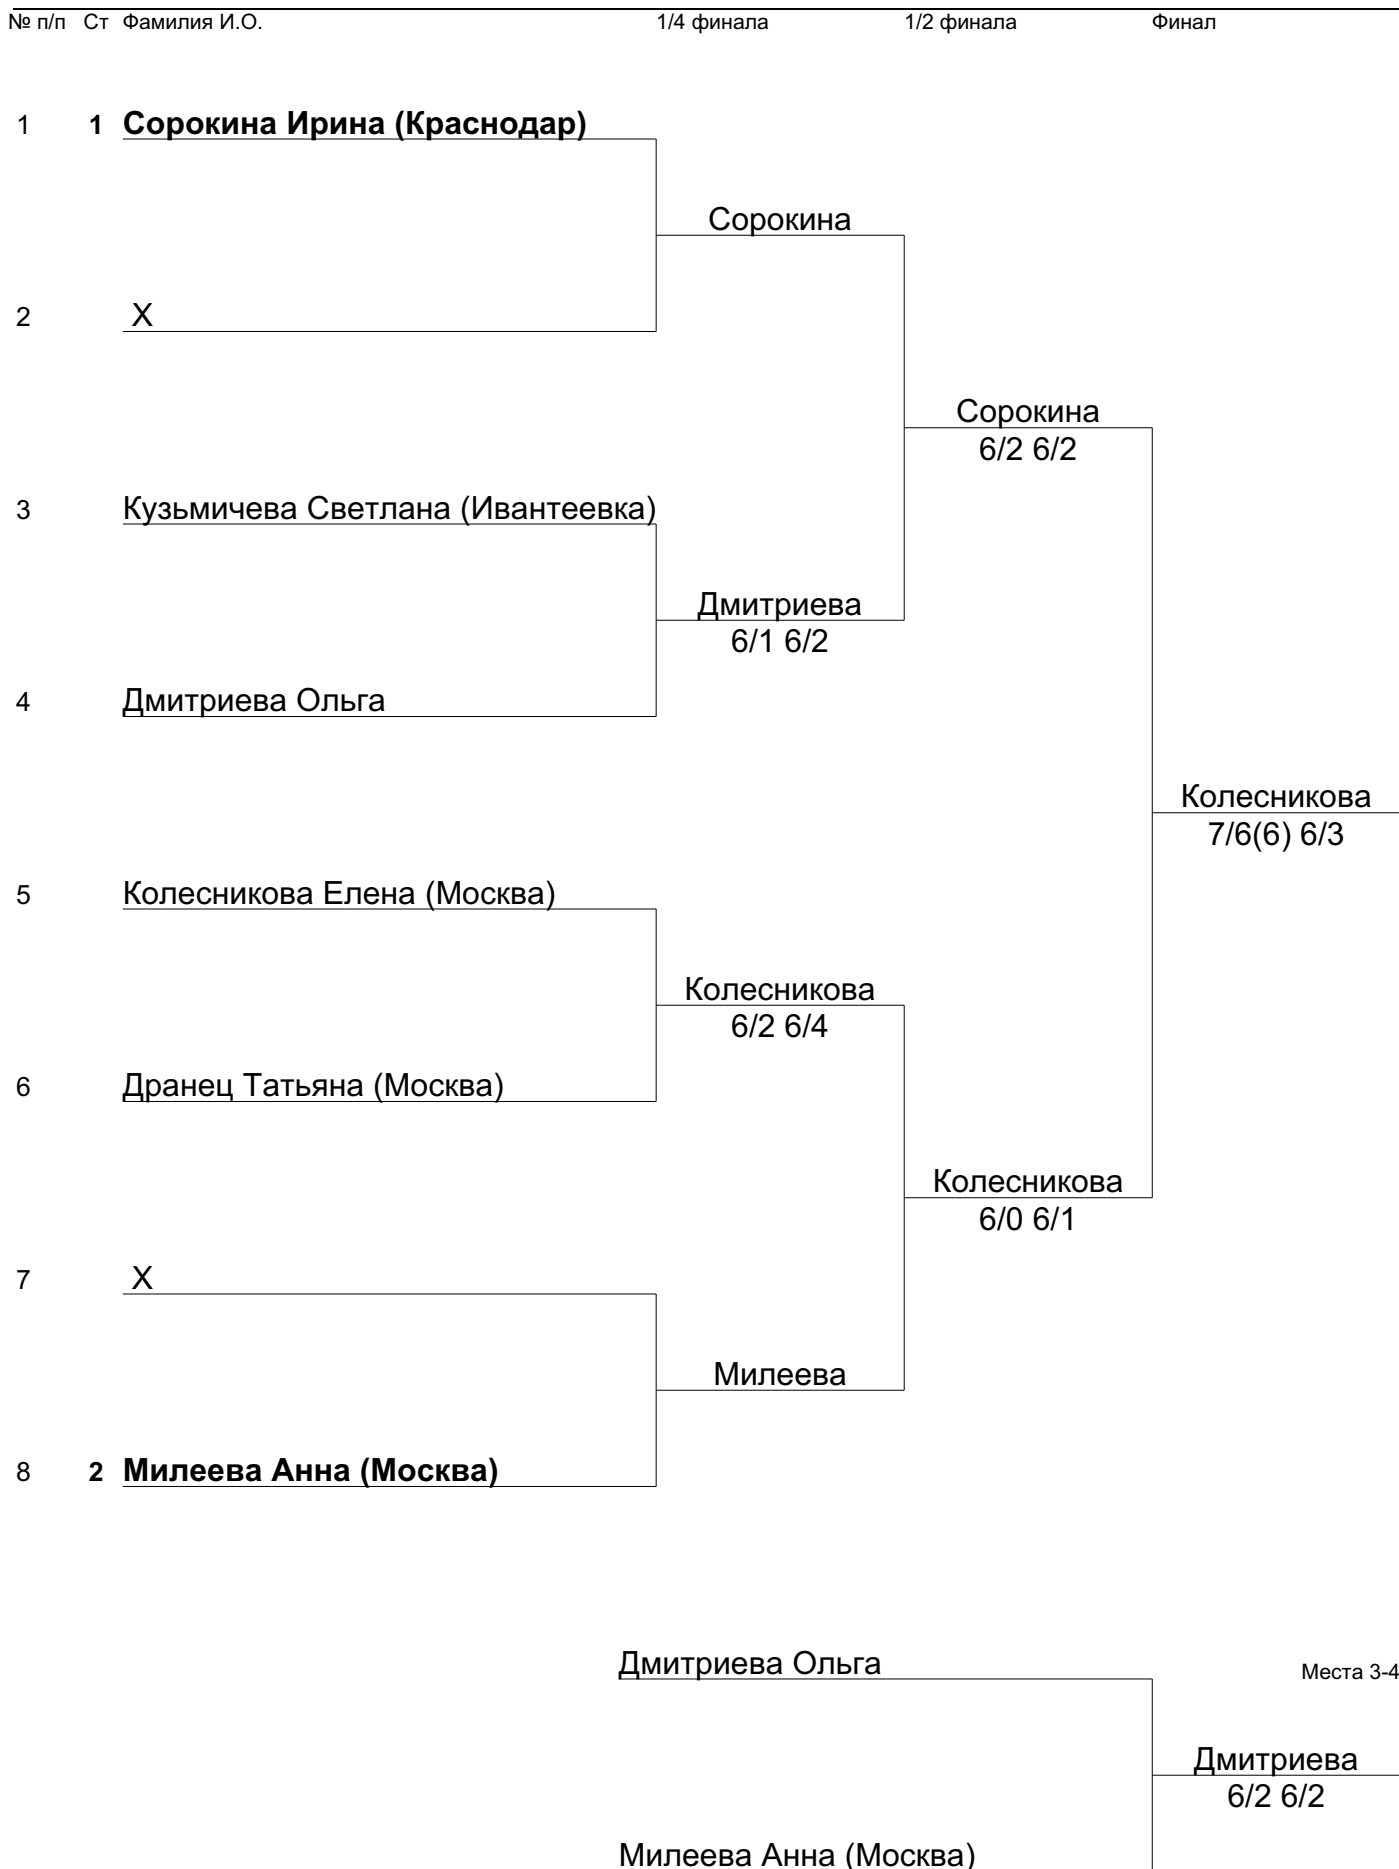 № п/п Ст Фамилия И.О. 1/4 финала 1/2 финала Финал
1 1 Сорокина Ирина (Краснодар)
Сорокина
2 X
Сорокина
6/2 6/2
3 Кузьмичева Светлана (Ивантеевка)
Дмитриева
6/1 6/2
4 Дмитриева Ольга
Колесникова
7/6(6) 6/3
5 Колесникова Елена (Москва)
Колесникова
6/2 6/4
6 Дранец Татьяна (Москва)
Колесникова
6/0 6/1
7 X
Милеева
8 2 Милеева Анна (Москва)
Дмитриева Ольга Места 3-4
Дмитриева
6/2 6/2
Милеева Анна (Москва)